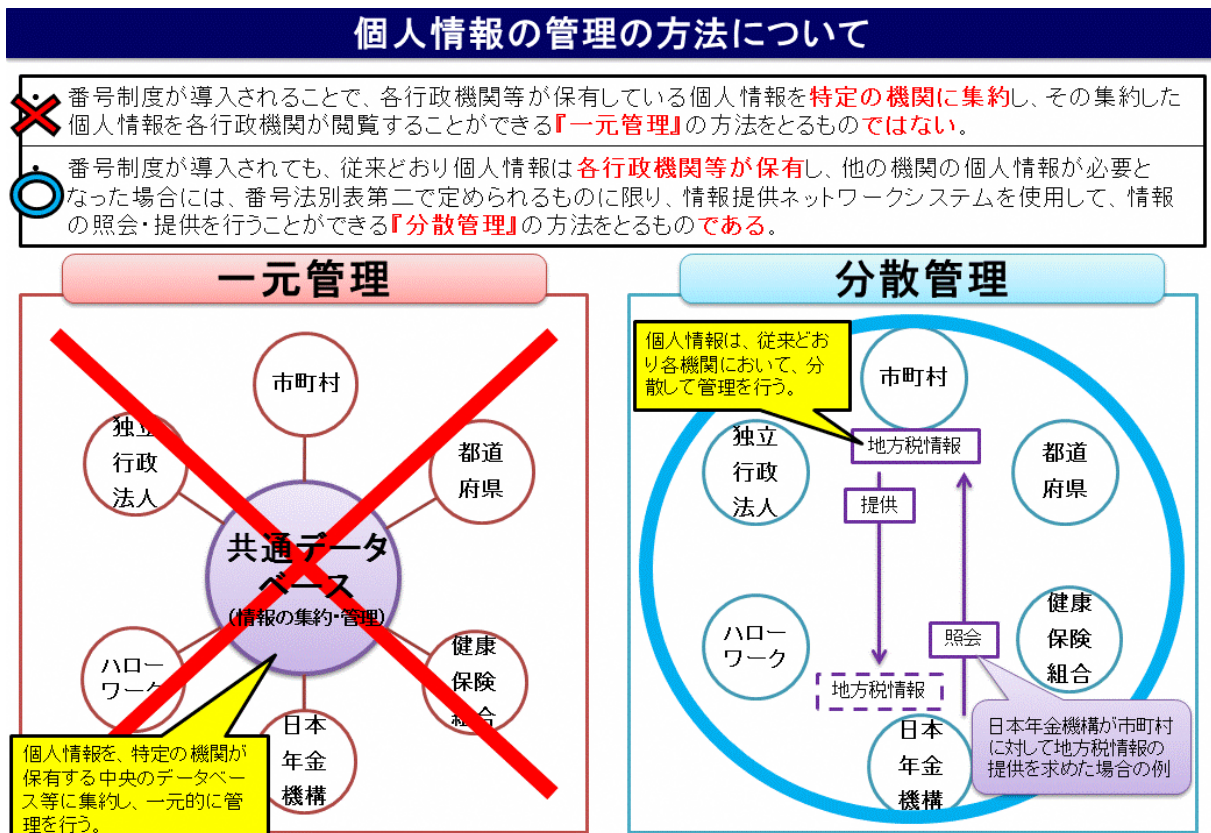 個人情報の管理の方法について
・ 番号制度が導入されることで、各行政機関等が保有している個人情報を特定の機関に集約し、その集約した
個人情報を各行政機関が閲覧することができる『一元管理』の方法をとるものではない。
・ 番号制度が導入されても、従来どおり個人情報は各行政機関等が保有し、他の機関の個人情報が必要と
なった場合には、番号法別表第二で定められるものに限り、情報提供ネットワークシステムを使用して、情報
の照会・提供を行うことができる『分散管理』の方法をとるものである。
一元管理
市町村
独立
行政
法人
都道
府県
共通データ
ベース
(情報の集約・管理)
ハロー
ワーク
健康
保険
組合
日本
年金
機構
個人情報を、特定の機関が
保有する中央のデータベー
ス等に集約し、一元的に管
理を行う。
分散管理
個人情報は、従来どお
り各機関において、分
散して管理を行う。
市町村
独立
行政
法人
地方税情報
都道
府県
提供
ハロー
ワーク
照会
健康
保険
組合
地方税情報
日本
年金
機構
日本年金機構が市町村
に対して地方税情報の
提供を求めた場合の例